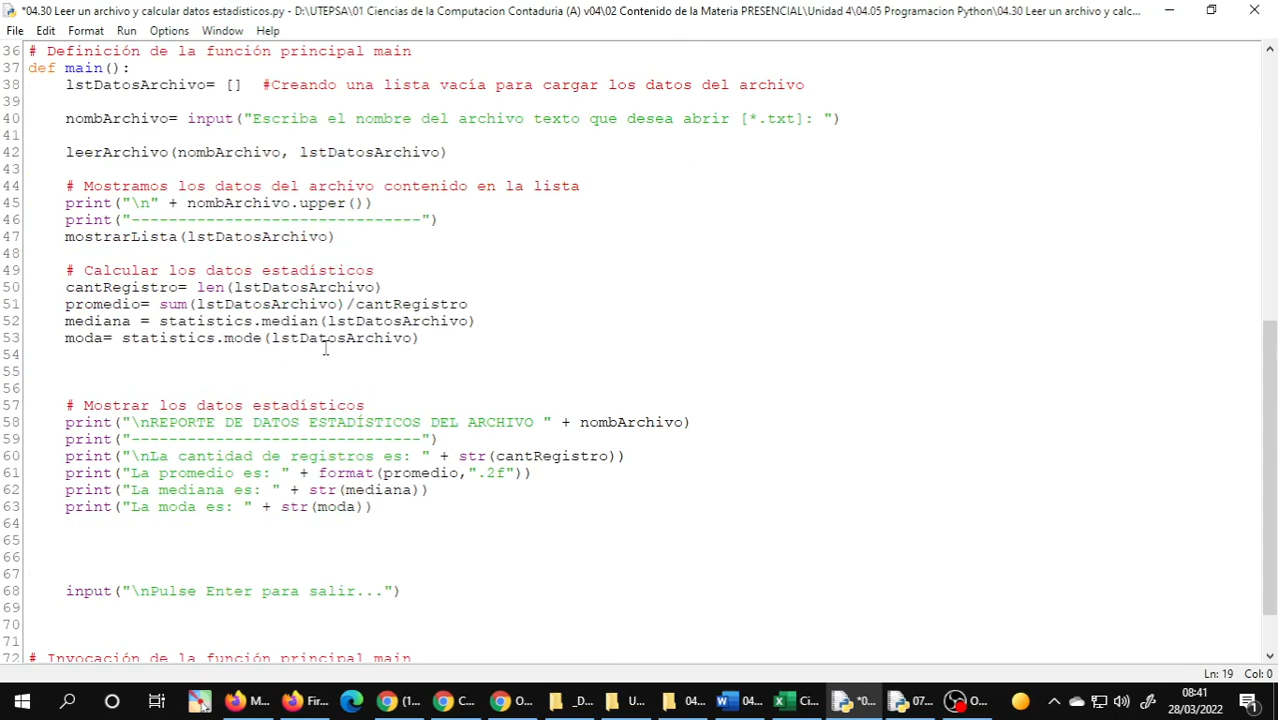 *04.30 Leer un archivo y calcular datos estadisticos.py - D:\UTEPSA\01 Ciencias de la Computacion Contaduria (A) v04\02 Contenido de la Materia PRESENCIAL\Unidad 4\04.05 Programacion Python\04.30 Leer un archivo y calc...
File Edit Format Run Options Window Help
36 # Definición de la función principal main
37 def main():
38 lstDatosArchivo= [] #Creando una lista vacía para cargar los datos del archivo
39
40 nombArchivo= input("Escriba el nombre del archivo texto que desea abrir [*.txt]: ")
41
42 leerArchivo(nombArchivo, lstDatosArchivo)
43
44 # Mostramos los datos del archivo contenido en la lista
45 print("\n" + nombArchivo.upper())
46 print("-------------------------------")
47 mostrarLista(lstDatosArchivo)
48
49 # Calcular los datos estadísticos
50 cantRegistro= len(lstDatosArchivo)
51 promedio= sum(lstDatosArchivo)/cantRegistro
52 mediana = statistics.median(lstDatosArchivo)
53 moda= statistics.mode(lstDatosArchivo)
54
55
56
57 # Mostrar los datos estadísticos
58 print("\nREPORTE DE DATOS ESTADÍSTICOS DEL ARCHIVO " + nombArchivo)
59 print("-------------------------------")
60 print("\nLa cantidad de registros es: " + str(cantRegistro))
61 print("La promedio es: " + format(promedio,".2f"))
62 print("La mediana es: " + str(mediana))
63 print("La moda es: " + str(moda))
64
65
66
67
68 input("\nPulse Enter para salir...")
69
70
71
72 # Invocación de la función principal main
Ln: 19 Col: 0
M... Fir... (1... C... O... _D... U... 04... 04... Ci... *0... 07... O...
08:41
28/03/2022
1